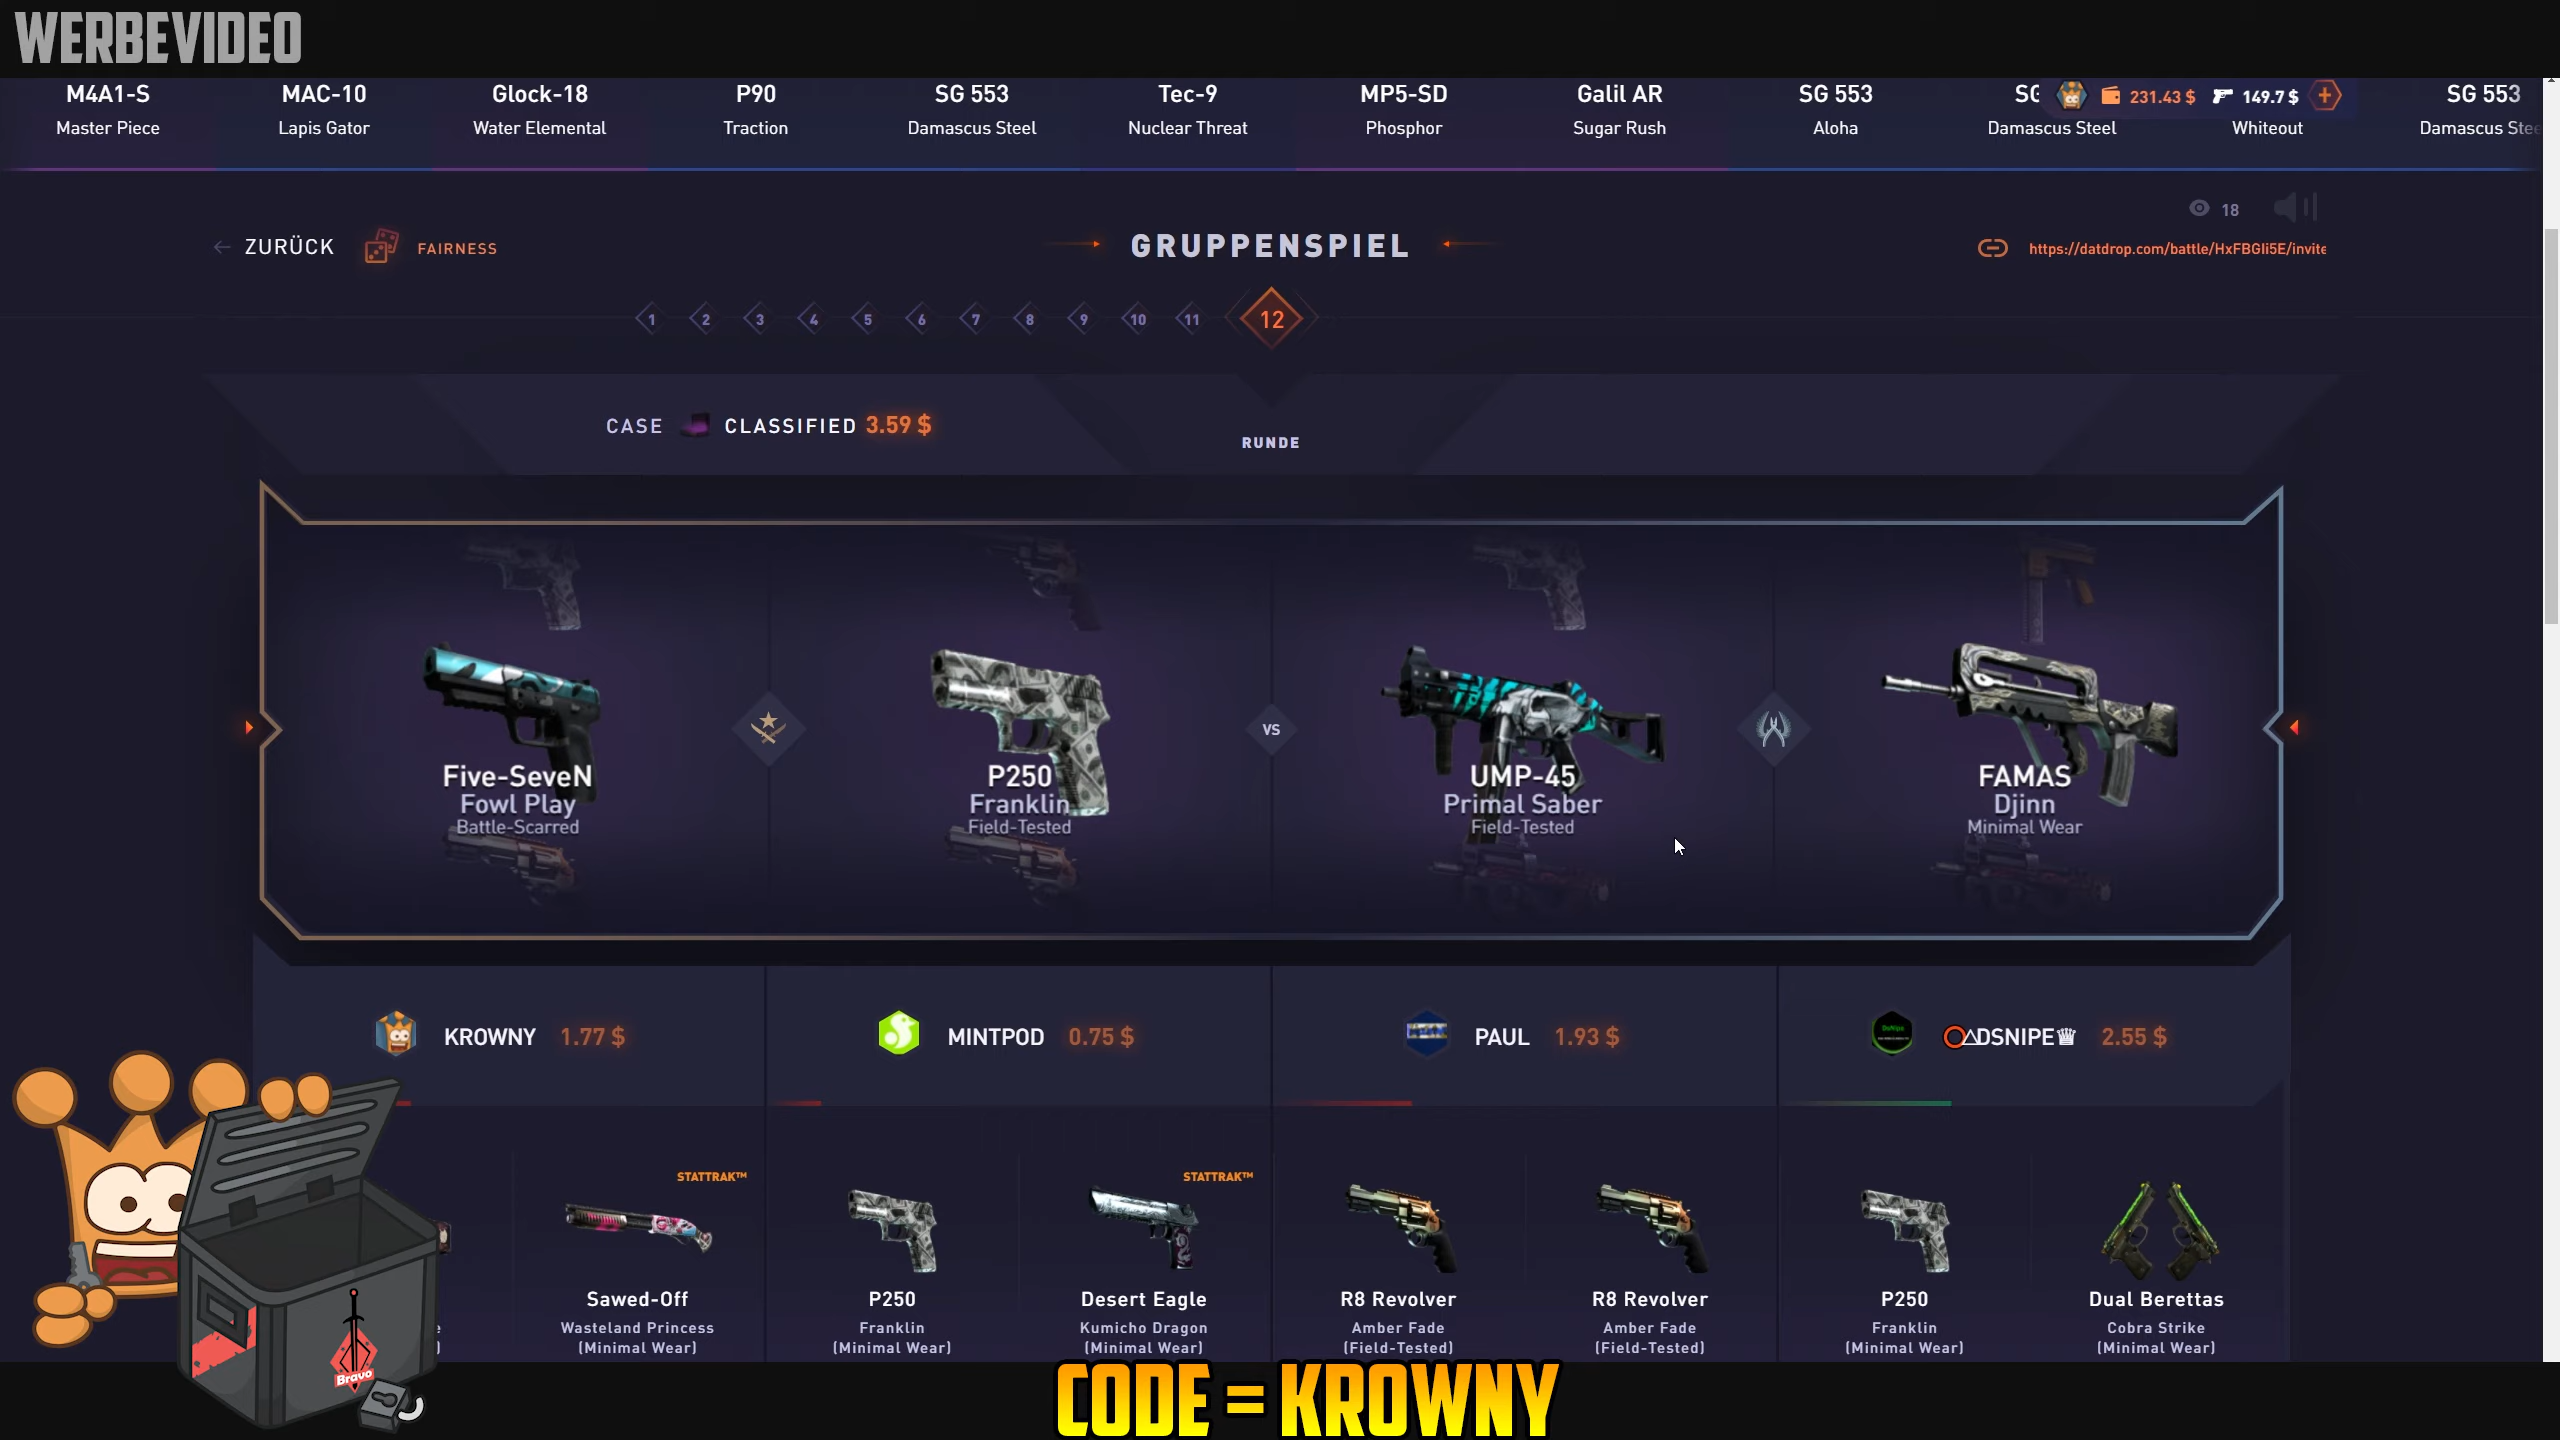 WERBEVIDEO
M4A1-S
Master Piece
MAC-10
Lapis Gator
Glock-18
Water Elemental
P90
Traction
SG 553
Damascus Steel
Tec-9
Nuclear Threat
MP5-SD
Phosphor
Galil AR
Sugar Rush
SG 553
Aloha
SG
Damascus Steel
231.43 $
149.7 $
Whiteout
SG 553
Damascus Stee
18
ZURÜCK
FAIRNESS
GRUPPENSPIEL
https://datdrop.com/battle/HxFBGIi5E/invite
1 2 3 4 5 6 7 8 9 10 11 12
CASE CLASSIFIED 3.59 $
RUNDE
Five-SeveN
Fowl Play
Battle-Scarred
P250
Franklin
Field-Tested
VS
UMP-45
Primal Saber
Field-Tested
FAMAS
Djinn
Minimal Wear
KROWNY 1.77 $
MINTPOD 0.75 $
PAUL 1.93 $
DSNIPE 2.55 $
STATTRAK™
Sawed-Off
Wasteland Princess
(Minimal Wear)
P250
Franklin
(Minimal Wear)
STATTRAK™
Desert Eagle
Kumicho Dragon
(Minimal Wear)
R8 Revolver
Amber Fade
(Field-Tested)
R8 Revolver
Amber Fade
(Field-Tested)
P250
Franklin
(Minimal Wear)
Dual Berettas
Cobra Strike
(Minimal Wear)
Bravo
CODE = KROWNY